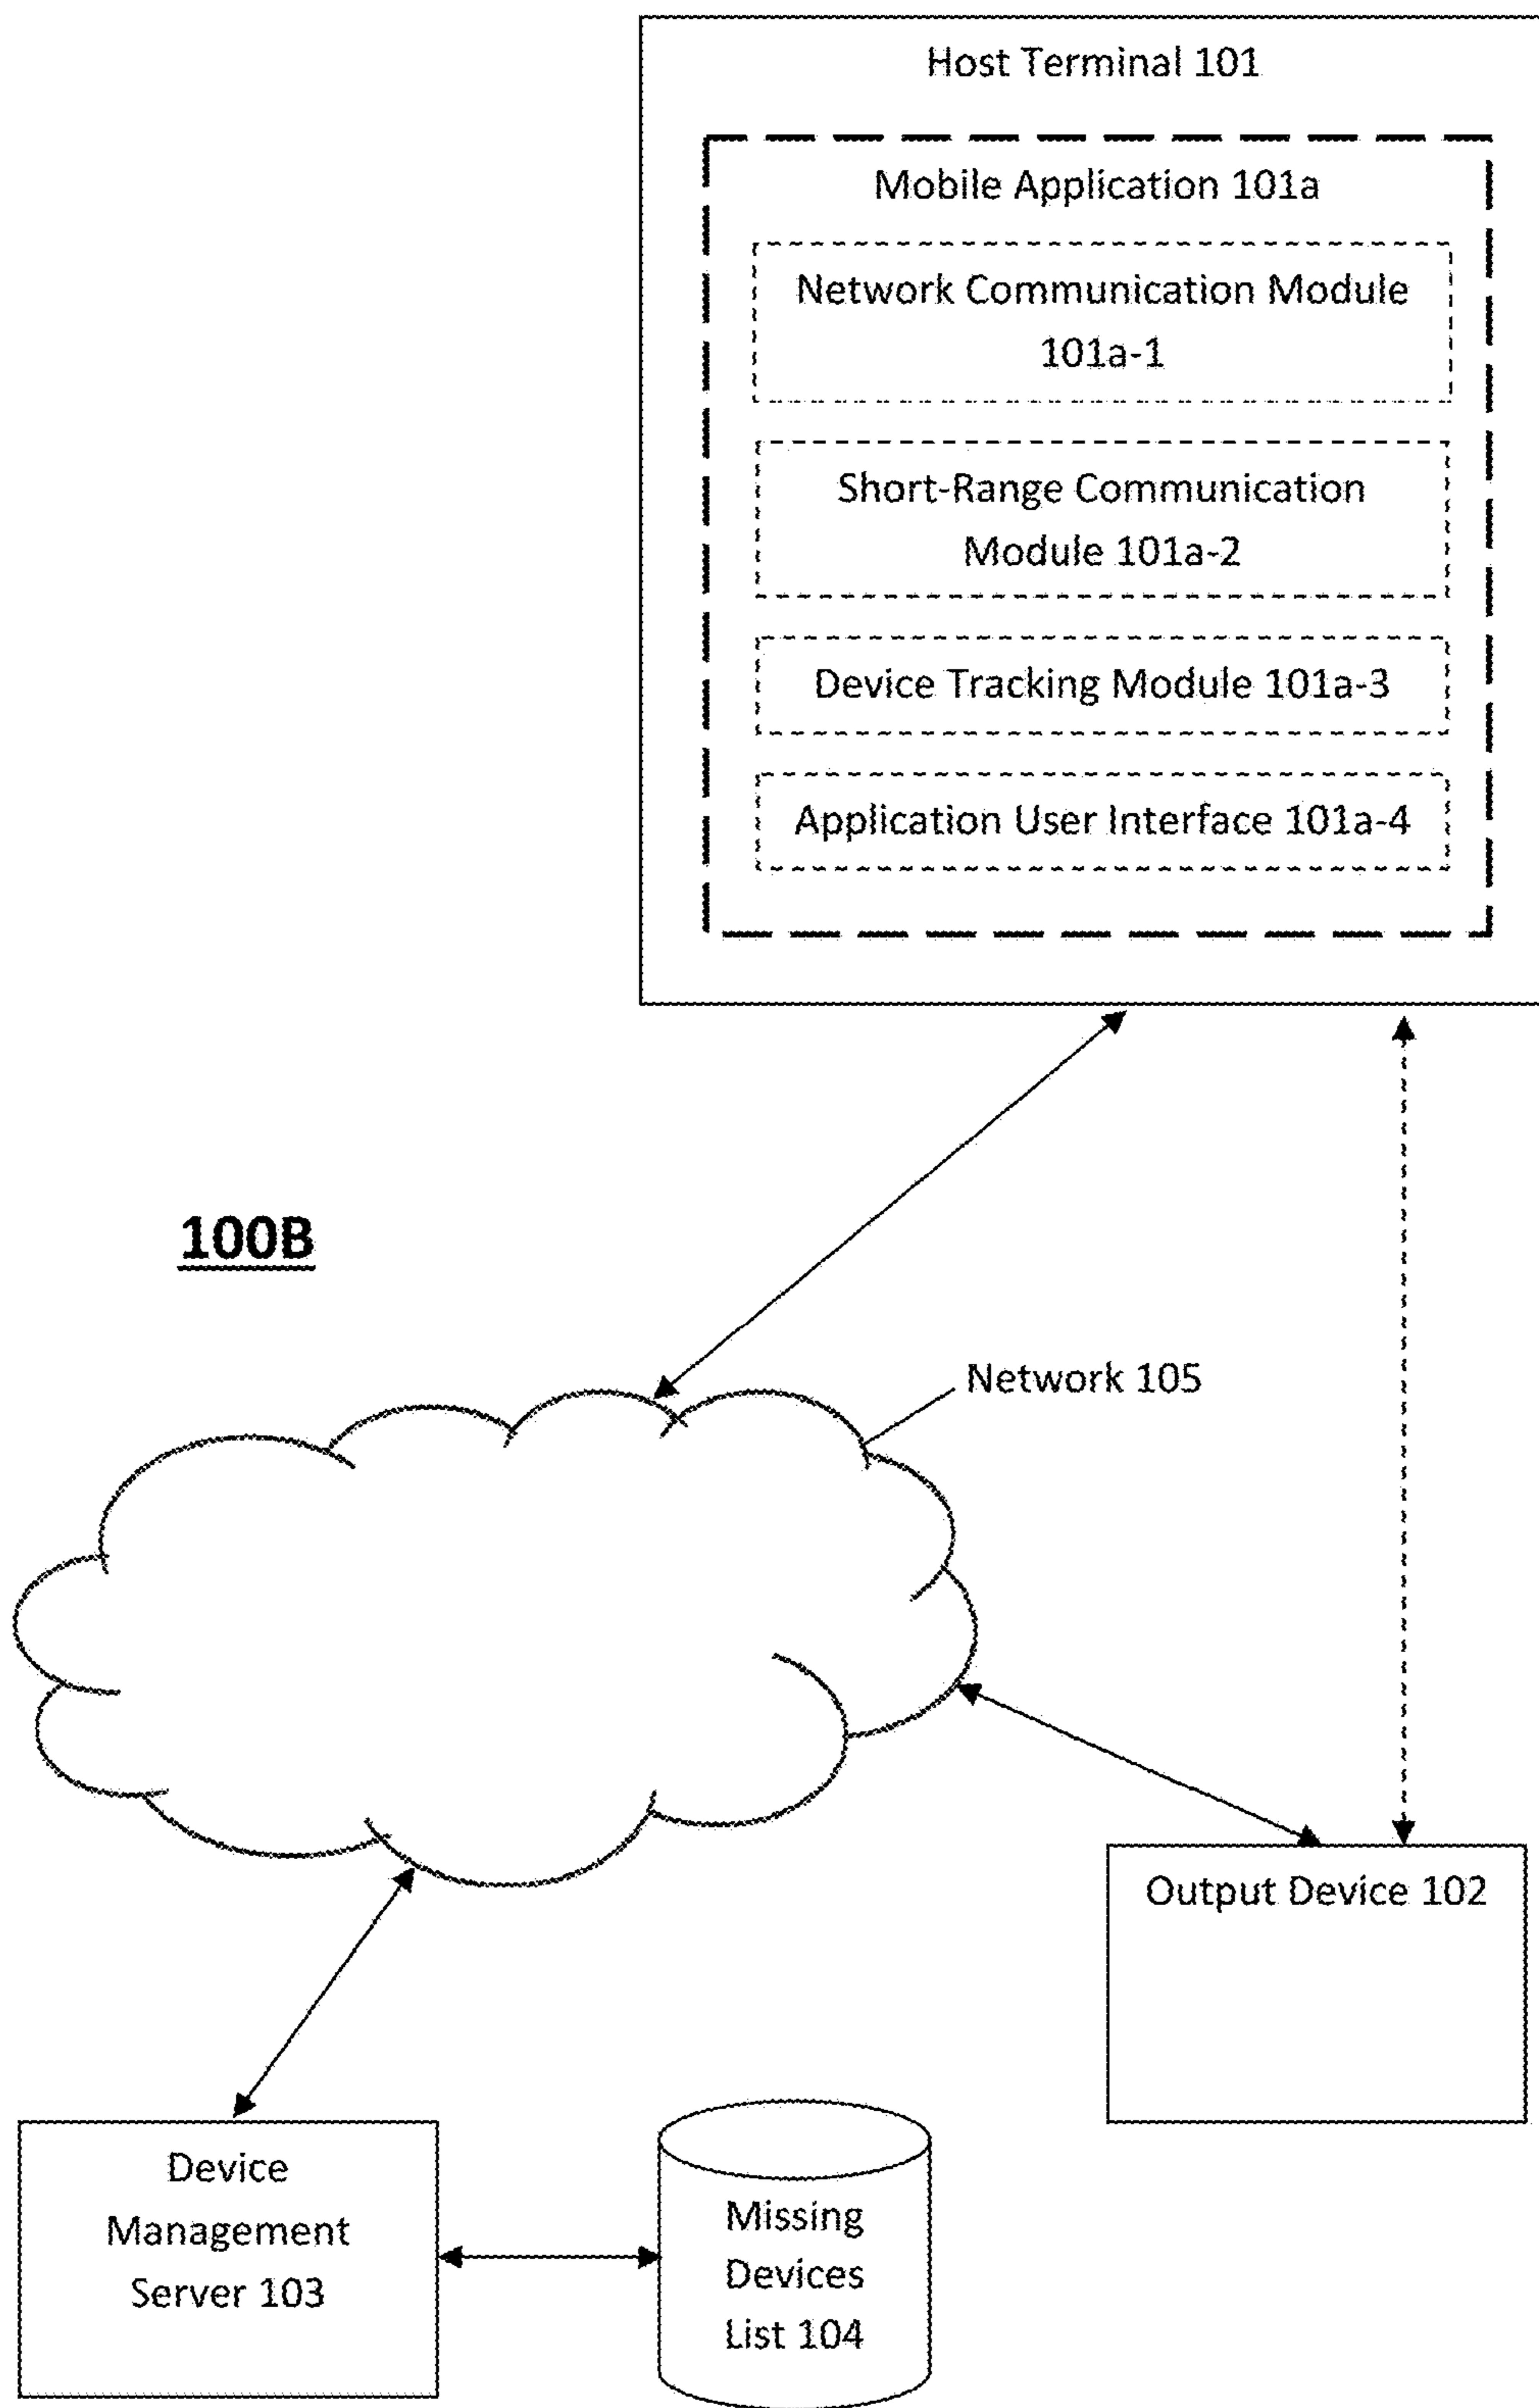 Host Terminal 101
Mobile Application 101a
Network Communication Module
101a-1
Short-Range Communication
Module 101a-2
Device Tracking Module 101a-3
Application User Interface 101a-4
100B
Network 105
Output Device 102
Device
Management
Server 103
Missing
Devices
List 104